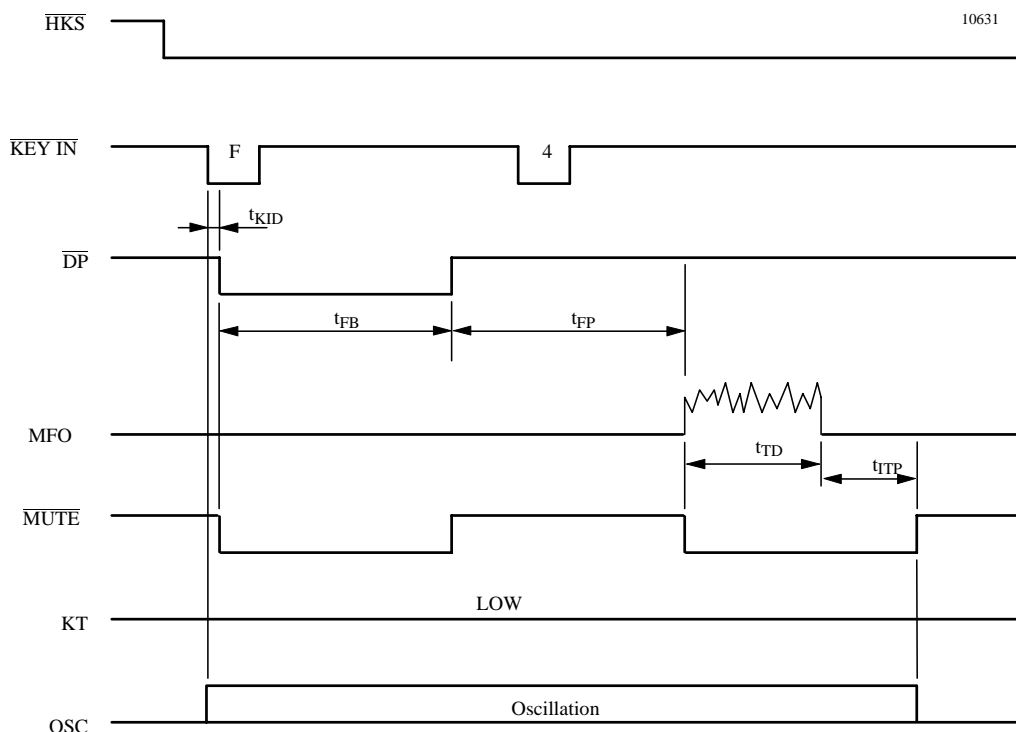 HKS
10631
KEY IN
F
4
tKID
DP
tFB
tFP
MFO
tTD
tITP
MUTE
LOW
KT
Oscillation
OSC